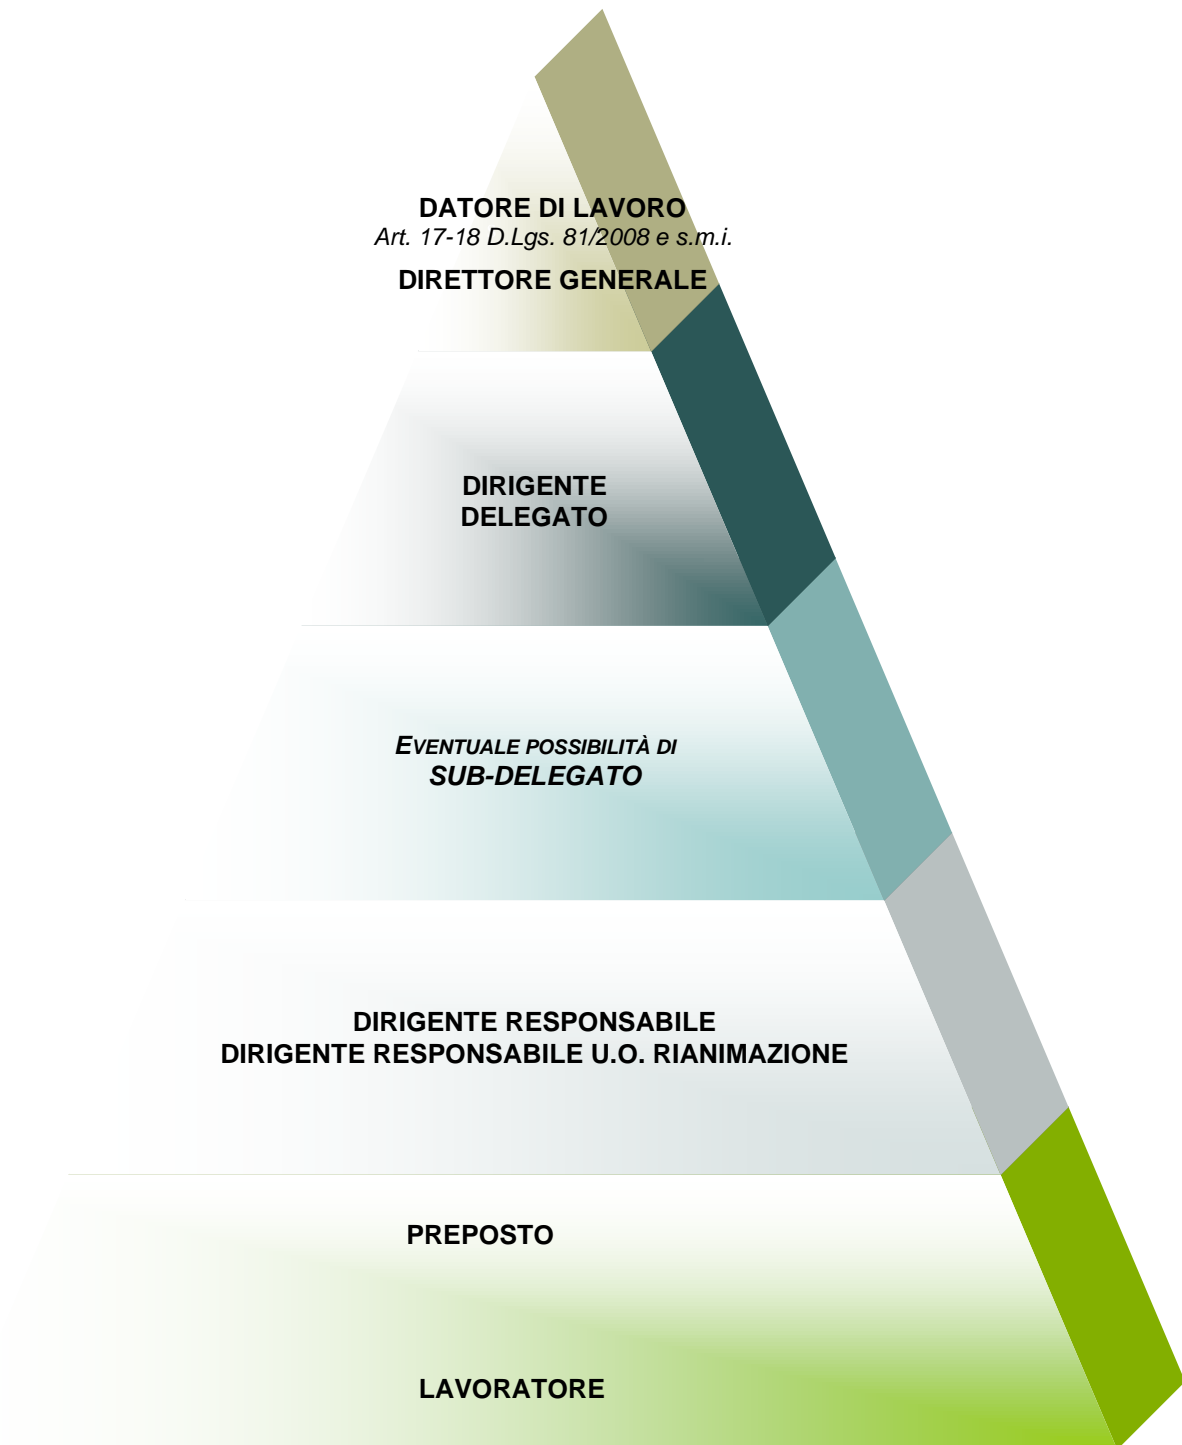 DATORE DI LAVORO
Art. 17-18 D.Lgs. 81/2008 e s.m.i.
DIRETTORE GENERALE
DIRIGENTE
DELEGATO
EVENTUALE POSSIBILITÀ DI
SUB-DELEGATO
DIRIGENTE RESPONSABILE
DIRIGENTE RESPONSABILE U.O. RIANIMAZIONE
PREPOSTO
LAVORATORE